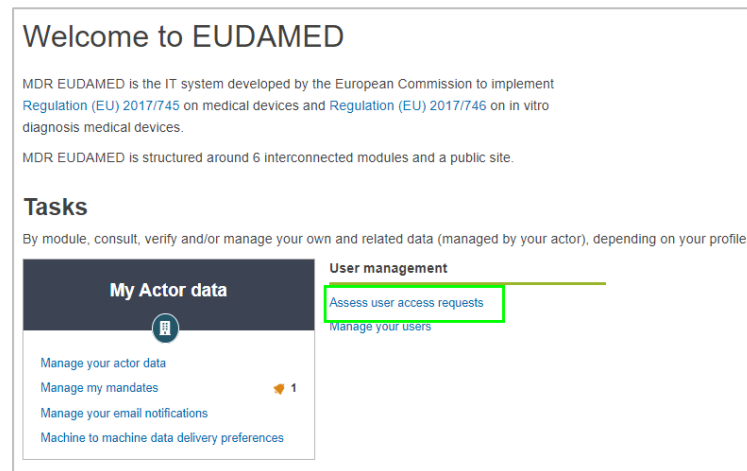 Welcome to EUDAMED
MDR EUDAMED is the IT system developed by the European Commission to implement
Regulation (EU) 2017/745 on medical devices and Regulation (EU) 2017/746 on in vitro
diagnosis medical devices.
MDR EUDAMED is structured around 6 interconnected modules and a public site.
Tasks
By module, consult, verify and/or manage your own and related data (managed by your actor), depending on your profile
My Actor data
Manage your actor data
Manage my mandates 1
Manage your email notifications
Machine to machine data delivery preferences
User management
Assess user access requests
Manage your users